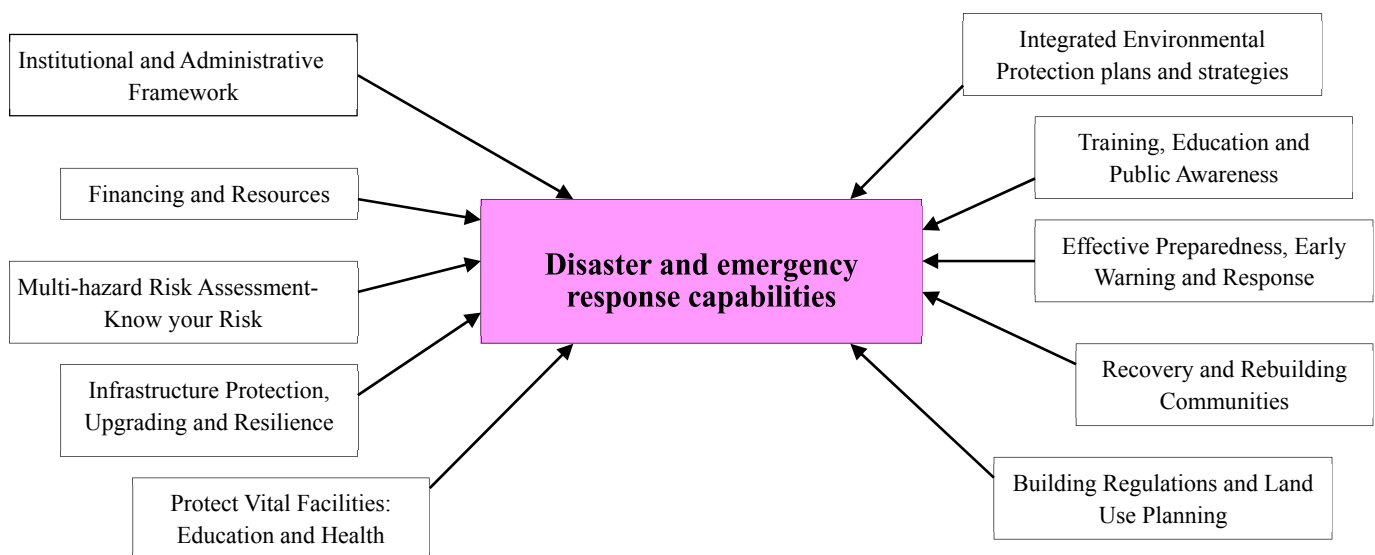 Institutional and Administrative
Framework
Financing and Resources
Multi-hazard Risk Assessment-
Know your Risk
Infrastructure Protection,
Upgrading and Resilience
Protect Vital Facilities:
Education and Health
Disaster and emergency
response capabilities
Integrated Environmental
Protection plans and strategies
Training, Education and
Public Awareness
Effective Preparedness, Early
Warning and Response
Recovery and Rebuilding
Communities
Building Regulations and Land
Use Planning